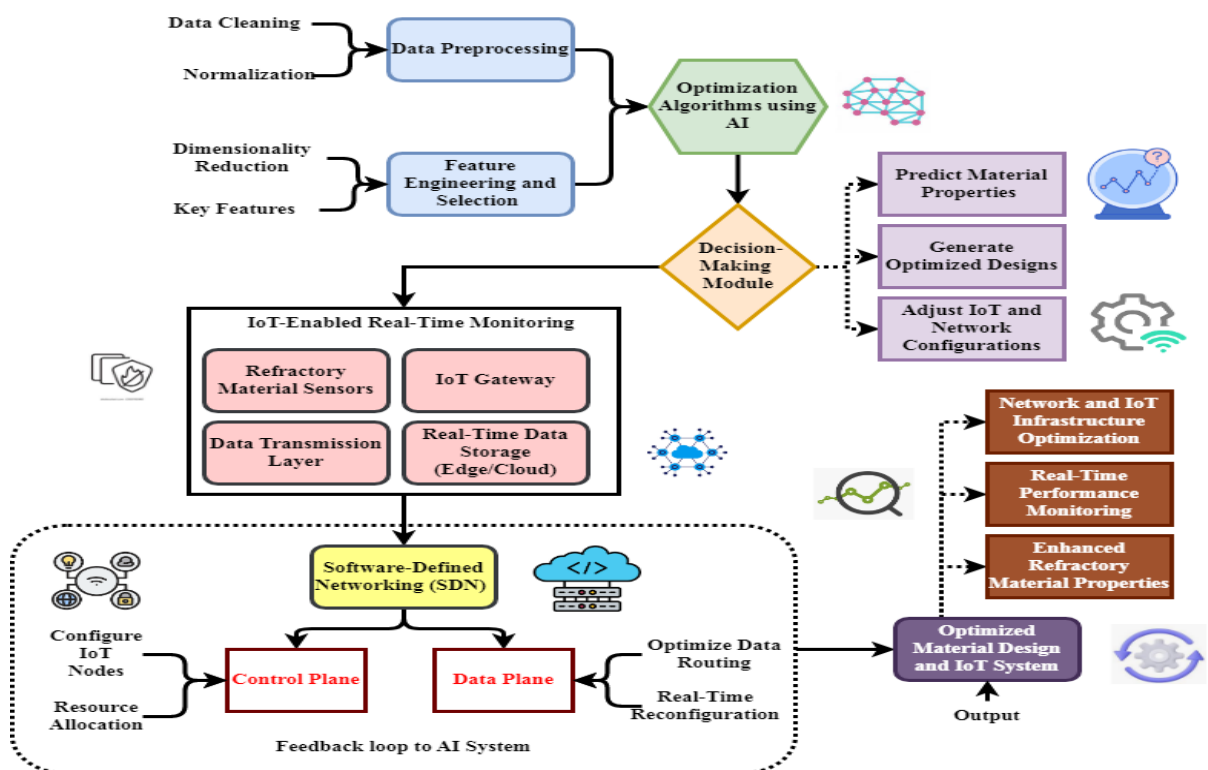 Data Cleaning
Normalization
Data Preprocessing
Dimensionality
Reduction
Key Features
Feature
Engineering and
Selection
Optimization
Algorithms using
AI
Decision-
Making
Module
Predict Material
Properties
?
Generate
Optimized Designs
Adjust IoT and
Network
Configurations
IoT-Enabled Real-Time Monitoring
Refractory
Material Sensors
IoT Gateway
Data Transmission
Layer
Real-Time Data
Storage
(Edge/Cloud)
Software-Defined
Networking (SDN)
</>
Configure
IoT
Nodes
Resource
Allocation
Control Plane
Data Plane
Optimize Data
Routing
Real-Time
Reconfiguration
Feedback loop to AI System
Network and IoT
Infrastructure
Optimization
Real-Time
Performance
Monitoring
Enhanced
Refractory
Material Properties
Optimized
Material Design
and IoT System
Output